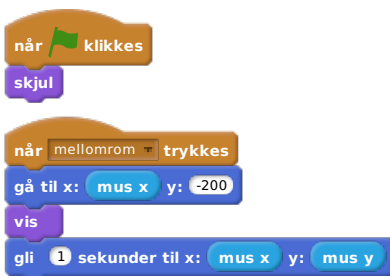 når klikkes
skjul
når mellomrom trykkes
gå til x: mus x y: -200
vis
gli 1 sekunder til x: mus x y: mus y